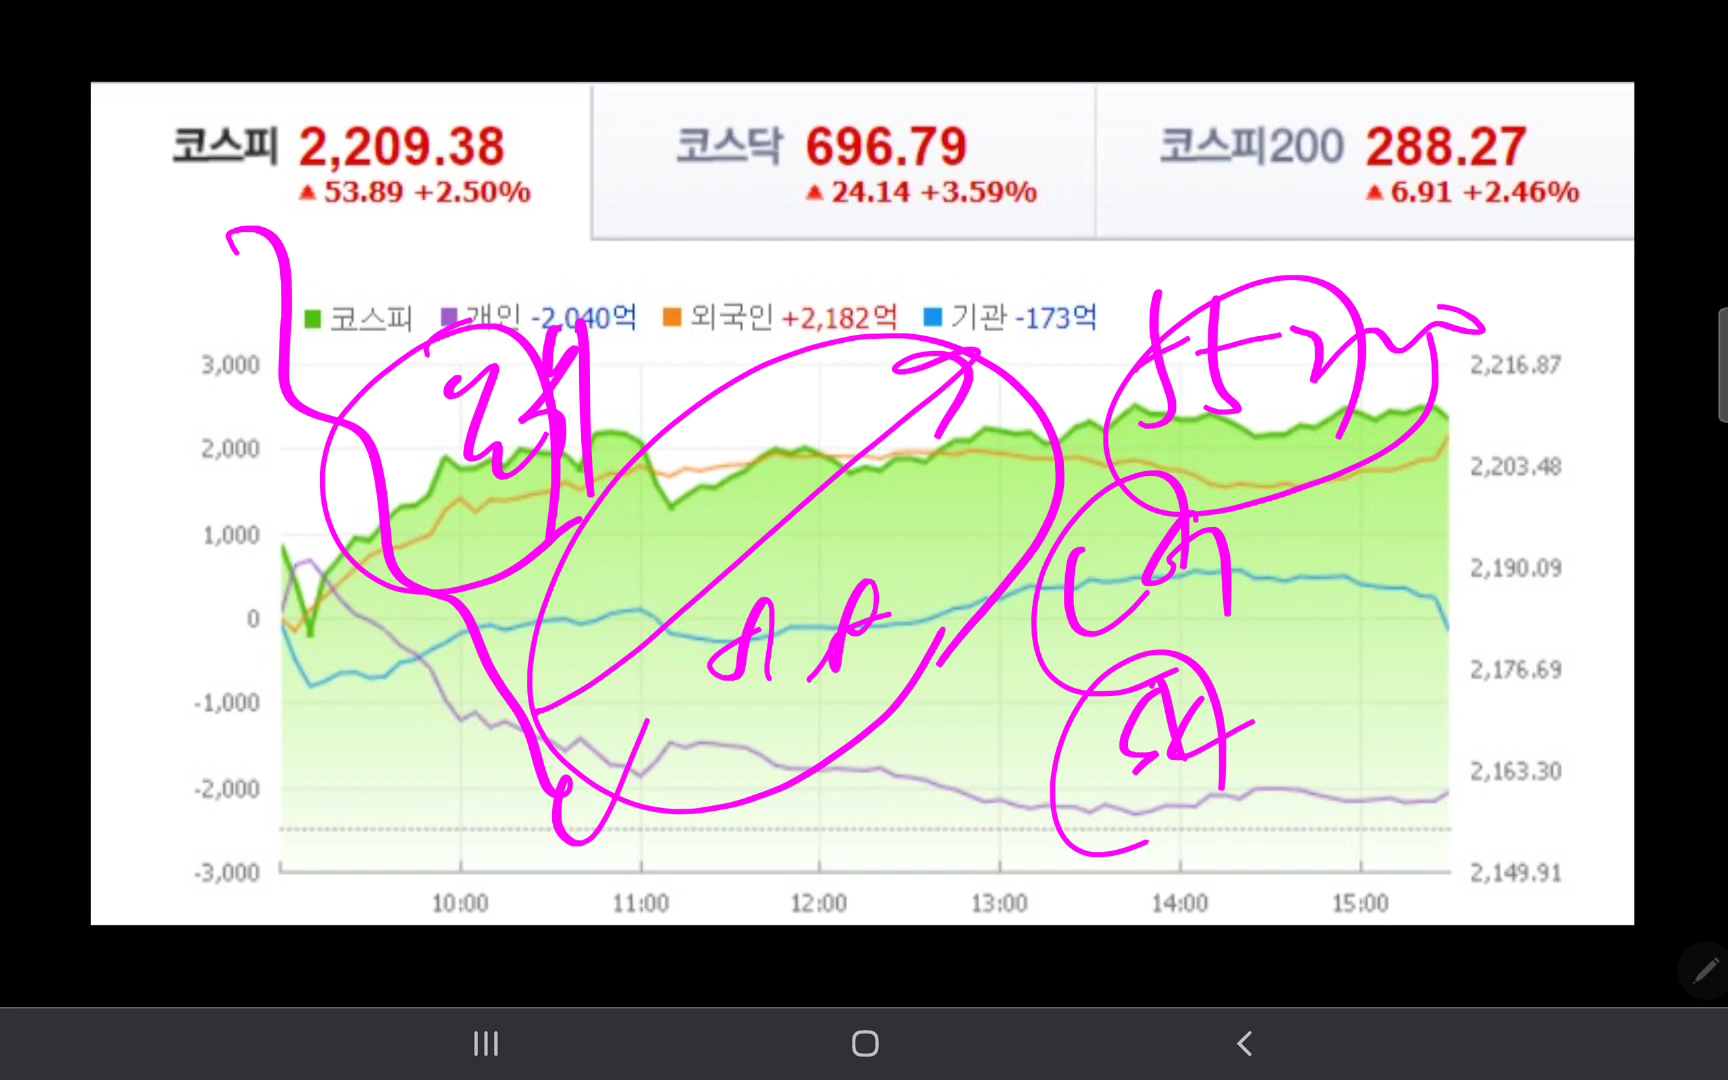 코스피 2,209.38 ▲ 53.89 +2.50%
코스닥 696.79 ▲ 24.14 +3.59%
코스피200 288.27 ▲ 6.91 +2.46%
코스피 개인 -2,040억 외국인 +2,182억 기관 -173억
3,000 2,216.87
2,000 2,203.48
1,000 2,190.09
0 2,176.69
-1,000 2,163.30
-2,000 2,149.91
-3,000
10:00 11:00 12:00 13:00 14:00 15:00